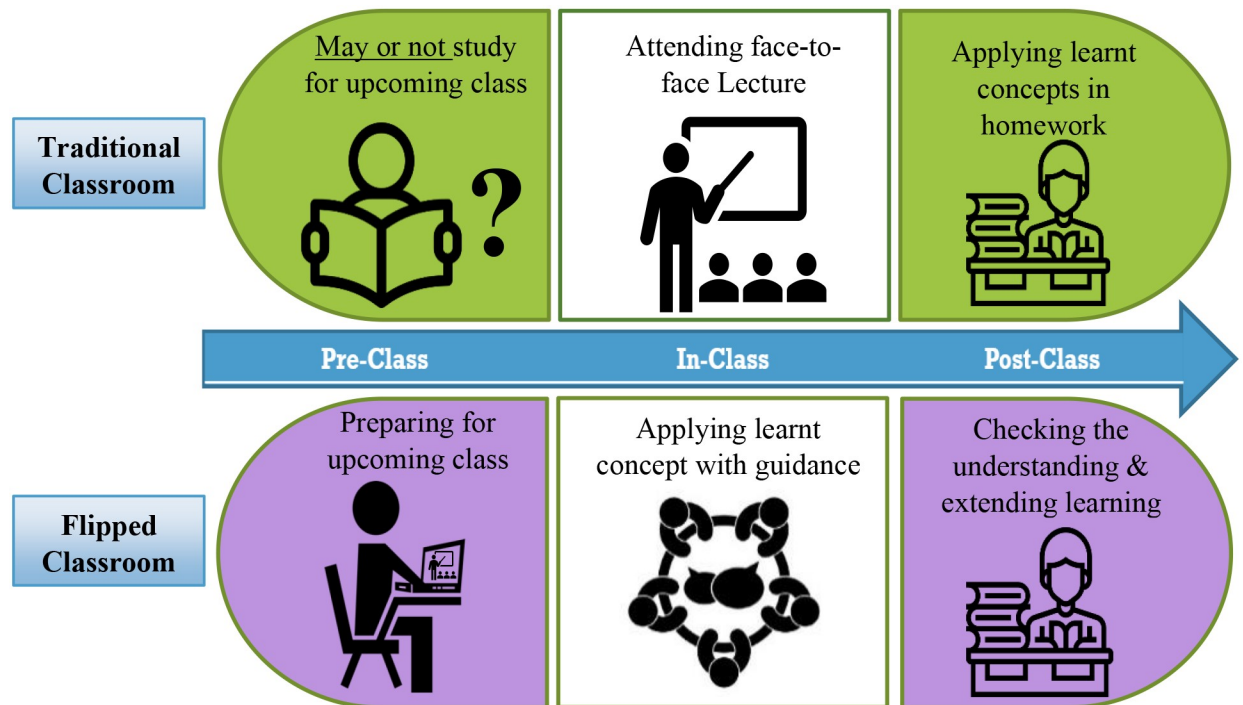 May or not study
for upcoming class
Attending face-to-
face Lecture
Applying learnt
concepts in
homework
Traditional
Classroom
?
Pre-Class
In-Class
Post-Class
Preparing for
upcoming class
Applying learnt
concept with guidance
Checking the
understanding &
extending learning
Flipped
Classroom